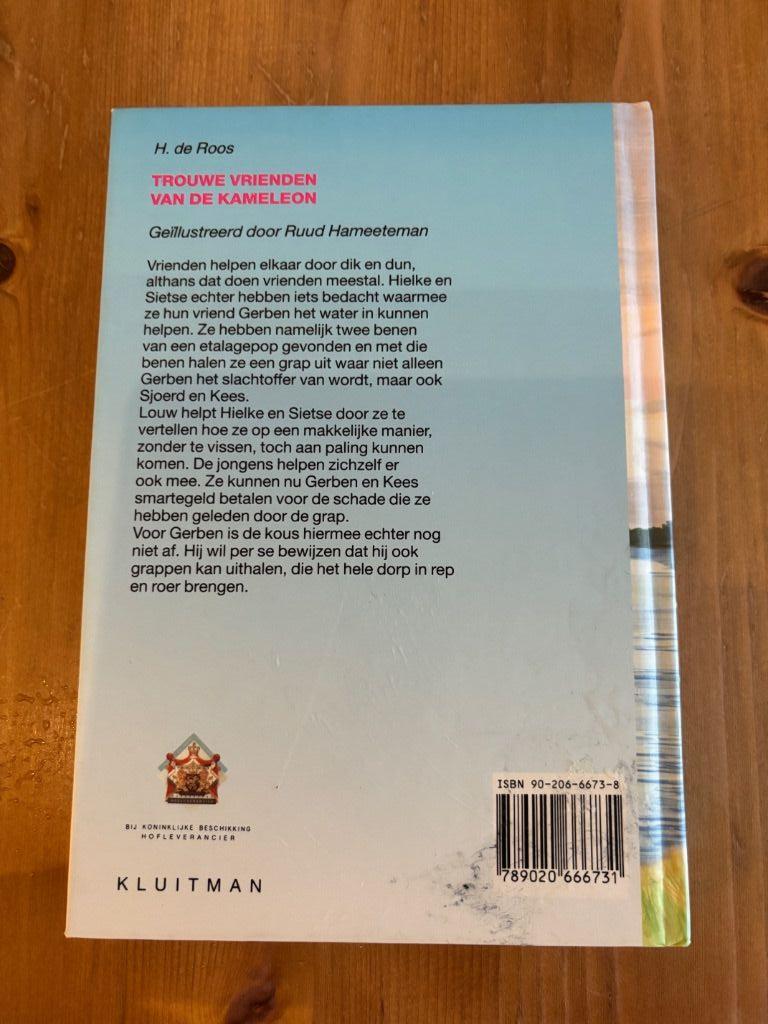 H. de Roos
TROUWE VRIENDEN
VAN DE KAMELEON
Geïllustreerd door Ruud Hameeteman
Vrienden helpen elkaar door dik en dun,
althans dat doen vrienden meestal. Hielke en
Sietse echter hebben iets bedacht waarmee
ze hun vriend Gerben het water in kunnen
helpen. Ze hebben namelijk twee benen
van een etalagepop gevonden en met die
benen halen ze een grap uit waar niet alleen
Gerben het slachtoffer van wordt, maar ook
Sjoerd en Kees.
Louw helpt Hielke en Sietse door ze te
vertellen hoe ze op een makkelijke manier,
zonder te vissen, toch aan paling kunnen
komen. De jongens helpen zichzelf er
ook mee. Ze kunnen nu Gerben en Kees
smartegeld betalen voor de schade die ze
hebben geleden door de grap.
Voor Gerben is de kous hiermee echter nog
niet af. Hij wil per se bewijzen dat hij ook
grappen kan uithalen, die het hele dorp in rep
en roer brengen.
BIJ KONINKLIJKE BESCHIKKING
HOFLEVERANCIER
KLUITMAN
ISBN 90-206-6673-8
789020 666731